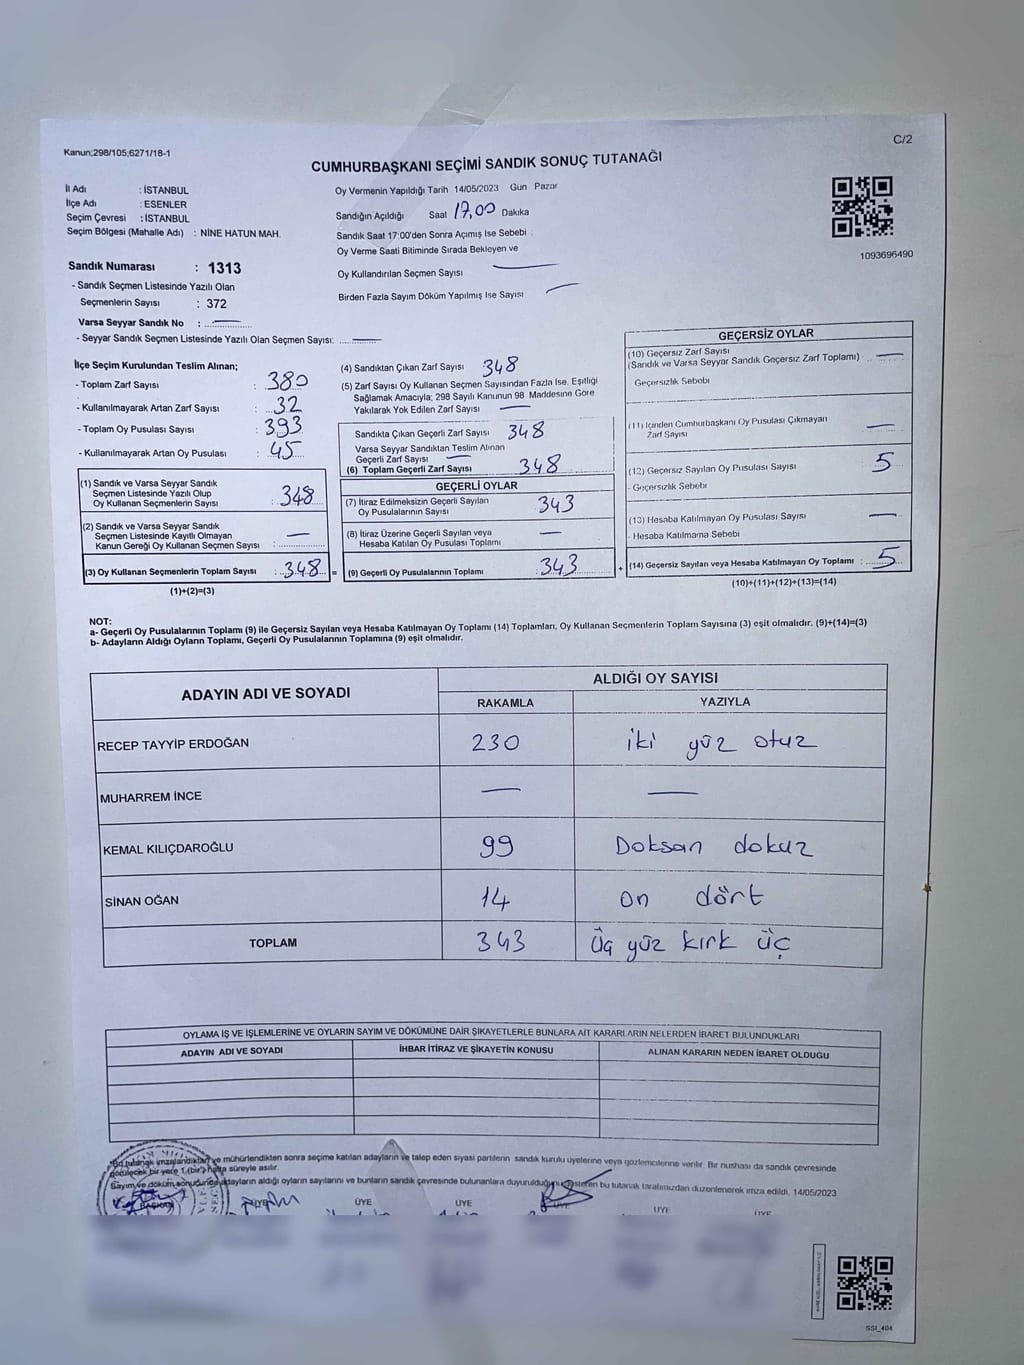 Kanun;298/105,6271/18-1
C/2
CUMHURBAŞKANI SEÇİMİ SANDIK SONUÇ TUTANAĞI
İl Adı : İSTANBUL
İlçe Adı : ESENLER
Seçim Çevresi : İSTANBUL
Seçim Bölgesi (Mahalle Adı) : NİNE HATUN MAH.
Oy Vermenin Yapıldığı Tarih 14/05/2023 Gün Pazar
Sandığın Açıldığı Saat 17,00 Dakika
Sandık Saat 17:00'den Sonra Açımış İse Sebebi
Oy Verme Saati Bitiminde Sırada Bekleyen ve
Oy Kullandırılan Seçmen Sayısı —
Birden Fazla Sayım Döküm Yapılmış İse Sayısı —
1093696490
Sandık Numarası : 1313
- Sandık Seçmen Listesinde Yazılı Olan
Seçmenlerin Sayısı : 372
Varsa Seyyar Sandık No : —
- Seyyar Sandık Seçmen Listesinde Yazılı Olan Seçmen Sayısı: —
İlçe Seçim Kurulundan Teslim Alınan;
- Toplam Zarf Sayısı : 380
- Kullanılmayarak Artan Zarf Sayısı : 32
- Toplam Oy Pusulası Sayısı : 393
- Kullanılmayarak Artan Oy Pusulası : 45
(1) Sandık ve Varsa Seyyar Sandık
Seçmen Listesinde Yazılı Olup
Oy Kullanan Seçmenlerin Sayısı : 348
(2) Sandık ve Varsa Seyyar Sandık
Seçmen Listesinde Kayıtlı Olmayan
Kanun Gereği Oy Kullanan Seçmen Sayısı : —
(3) Oy Kullanan Seçmenlerin Toplam Sayısı : 348 =
(1)+(2)=(3)
(4) Sandıktan Çıkan Zarf Sayısı 348
(5) Zarf Sayısı Oy Kullanan Seçmen Sayısından Fazla İse, Eşitliği
Sağlamak Amacıyla; 298 Sayılı Kanunun 98 Maddesine Göre
Yakılarak Yok Edilen Zarf Sayısı —
Sandıkta Çıkan Geçerli Zarf Sayısı 348
Varsa Seyyar Sandıktan Teslim Alınan
Geçerli Zarf Sayısı —
(6) Toplam Geçerli Zarf Sayısı 348
GEÇERLİ OYLAR
(7) İtiraz Edilmeksizin Geçerli Sayılan
Oy Pusulalarının Sayısı 343
(8) İtiraz Üzerine Geçerli Sayılan veya
Hesaba Katılan Oy Pusulası Toplamı —
(9) Geçerli Oy Pusulalarının Toplamı : 343 +
GEÇERSİZ OYLAR
(10) Geçersiz Zarf Sayısı
(Sandık ve Varsa Seyyar Sandık Geçersiz Zarf Toplamı) —
Geçersizlik Sebebi
(11) İçinden Cumhurbaşkanı Oy Pusulası Çıkmayan
Zarf Sayısı —
(12) Geçersiz Sayılan Oy Pusulası Sayısı 5
- Geçersizlik Sebebi
(13) Hesaba Katılmayan Oy Pusulası Sayısı —
- Hesaba Katılmama Sebebi
(14) Geçersiz Sayılan veya Hesaba Katılmayan Oy Toplamı : 5
(10)+(11)+(12)+(13)=(14)
NOT:
a- Geçerli Oy Pusulalarının Toplamı (9) ile Geçersiz Sayılan veya Hesaba Katılmayan Oy Toplamı (14) Toplamları, Oy Kullanan Seçmenlerin Toplam Sayısına (3) eşit olmalıdır. (9)+(14)=(3)
b- Adayların Aldığı Oyların Toplamı, Geçerli Oy Pusulalarının Toplamına (9) eşit olmalıdır.
ADAYIN ADI VE SOYADI
ALDIĞI OY SAYISI
RAKAMLA YAZIYLA
RECEP TAYYİP ERDOĞAN 230 iki yüz otuz
MUHARREM İNCE — —
KEMAL KILIÇDAROĞLU 99 Doksan dokuz
SİNAN OĞAN 14 on dört
TOPLAM 343 Üç yüz kırk üç
OYLAMA İŞ VE İŞLEMLERİNE VE OYLARIN SAYIM VE DÖKÜMÜNE DAİR ŞİKAYETLERLE BUNLARA AİT KARARLARIN NELERDEN İBARET BULUNDUKLARI
ADAYIN ADI VE SOYADI İHBAR İTİRAZ VE ŞİKAYETİN KONUSU ALINAN KARARIN NEDEN İBARET OLDUĞU
Bu tutanak imzalandıktan ve mühürlendikten sonra seçime katılan adayların ve talep eden siyasi partilerin sandık kurulu üyelerine veya gözlemcilerine verilir. Bir nushası da sandık çevresinde
görülecek bir yere 1 (bir) hafta süreyle asılır.
Sayım ve döküm sonucunda adayların aldığı oyların sayılarını ve bunların sandık çevresinde bulunanlara duyurulduğunu gösteren bu tutanak tarafımızdan düzenlenerek imza edildi. 14/05/2023
BAŞKAN ÜYE ÜYE ÜYE ÜYE ÜYE ÜYE
SSI_404